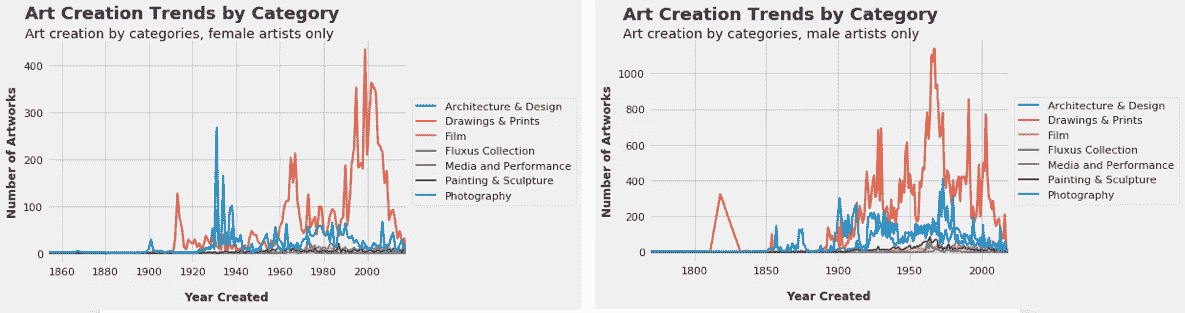 Art Creation Trends by Category
Art creation by categories, female artists only
Number of Artworks
400
300
200
100
0
1860 1880 1900 1920 1940 1960 1980 2000
Year Created
Architecture & Design
Drawings & Prints
Film
Fluxus Collection
Media and Performance
Painting & Sculpture
Photography
Art Creation Trends by Category
Art creation by categories, male artists only
Number of Artworks
1000
800
600
400
200
0
1800 1850 1900 1950 2000
Year Created
Architecture & Design
Drawings & Prints
Film
Fluxus Collection
Media and Performance
Painting & Sculpture
Photography